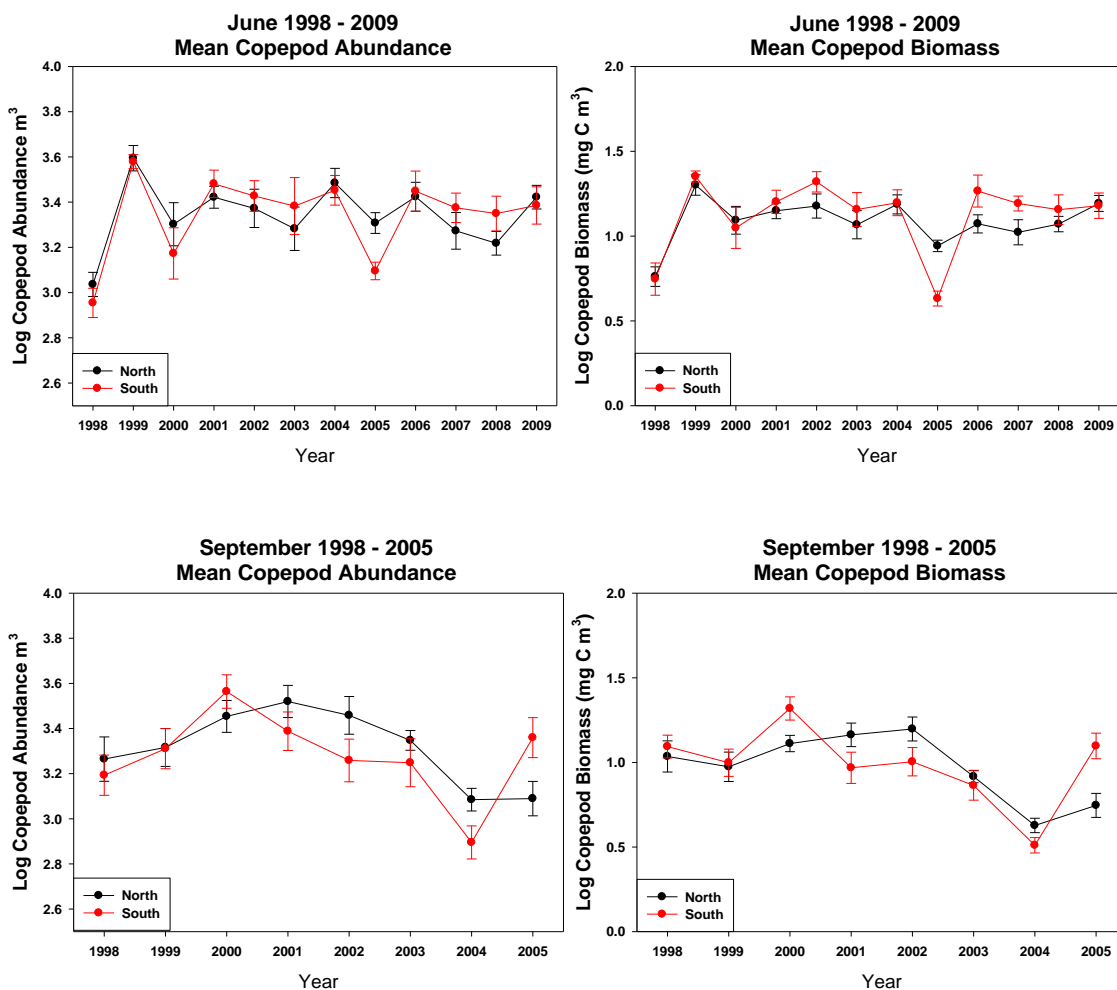 June 1998 - 2009
Mean Copepod Abundance
Log Copepod Abundance m³
4.0
3.8
3.6
3.4
3.2
3.0
2.8
2.6
North
South
1998 1999 2000 2001 2002 2003 2004 2005 2006 2007 2008 2009
Year
June 1998 - 2009
Mean Copepod Biomass
Log Copepod Biomass (mg C m³)
2.0
1.5
1.0
0.5
0.0
North
South
1998 1999 2000 2001 2002 2003 2004 2005 2006 2007 2008 2009
Year
September 1998 - 2005
Mean Copepod Abundance
Log Copepod Abundance m³
4.0
3.8
3.6
3.4
3.2
3.0
2.8
2.6
North
South
1998 1999 2000 2001 2002 2003 2004 2005
Year
September 1998 - 2005
Mean Copepod Biomass
Log Copepod Biomass (mg C m³)
2.0
1.5
1.0
0.5
0.0
North
South
1998 1999 2000 2001 2002 2003 2004 2005
Year